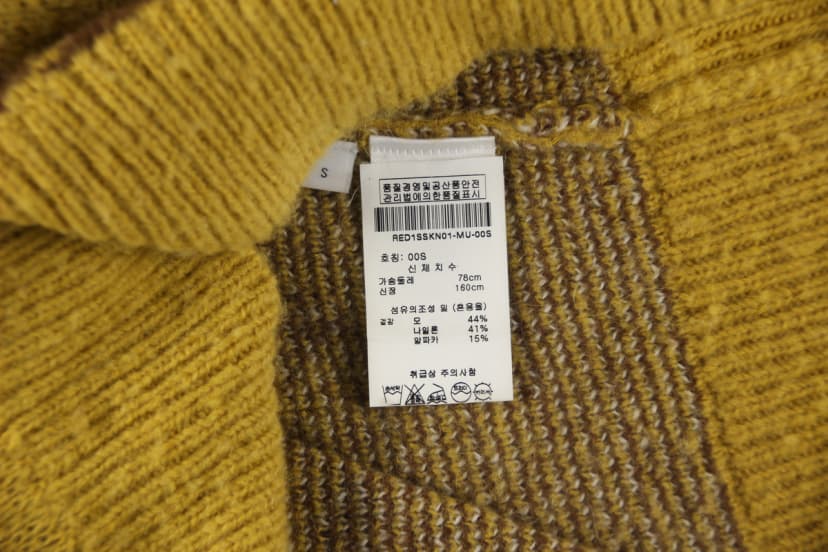 S
품질경영및공산품안전
관리법에의한품질표시
RED1SSKN01-MU-00S
호칭: 00S
신 체 치 수
가슴둘레 78cm
신장 160cm
섬유의조성 및 (혼용율)
겉감 모 44%
나일론 41%
알파카 15%
취급상 주의사항